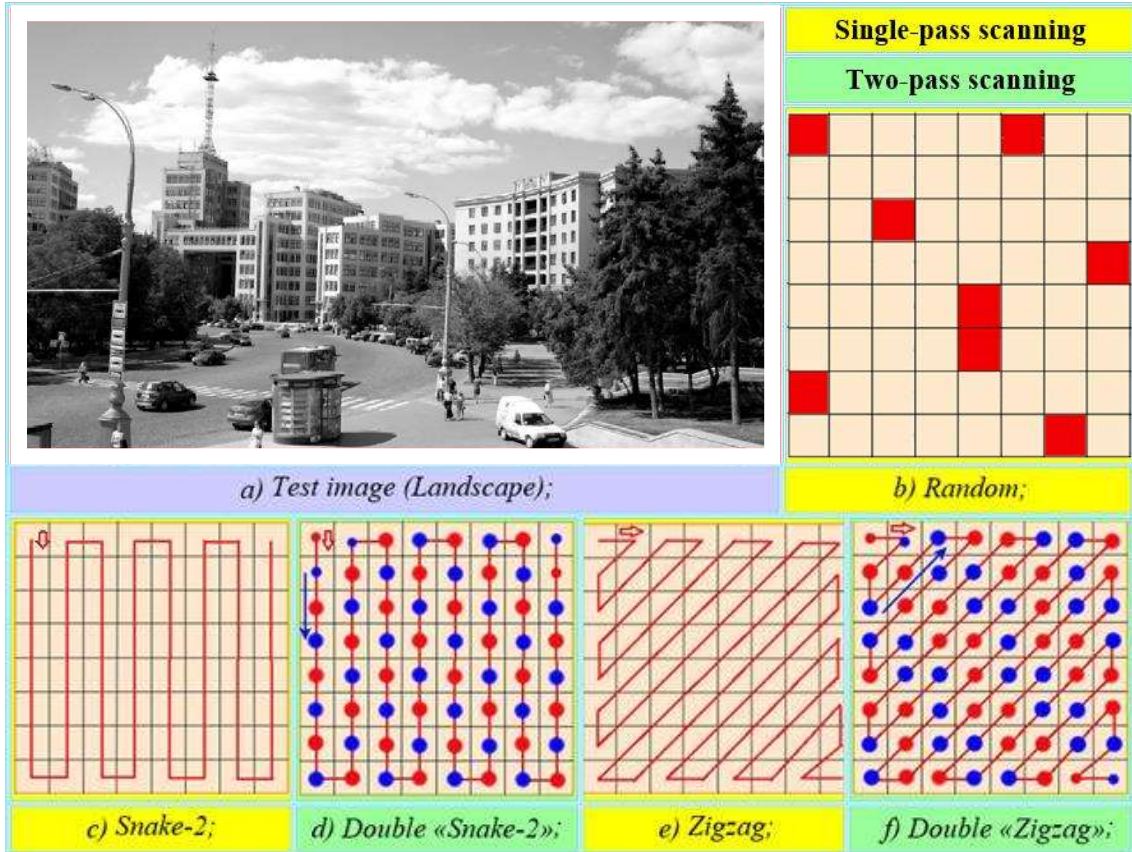 Single-pass scanning
Two-pass scanning
a) Test image (Landscape);
b) Random;
c) Snake-2;
d) Double «Snake-2»;
e) Zigzag;
f) Double «Zigzag»;